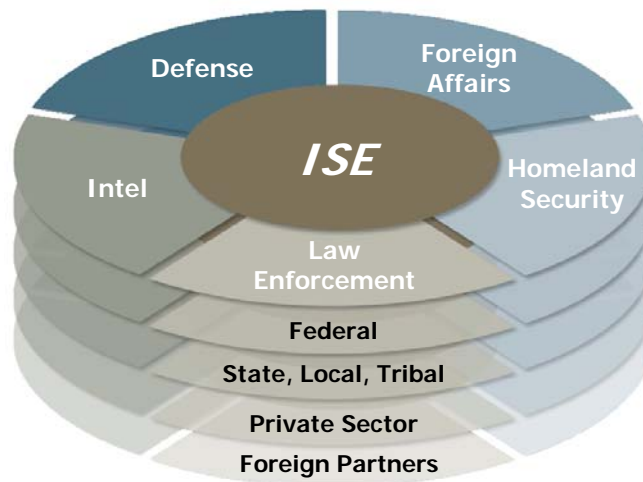 Defense
Foreign
Affairs
ISE
Intel
Homeland
Security
Law
Enforcement
Federal
State, Local, Tribal
Private Sector
Foreign Partners